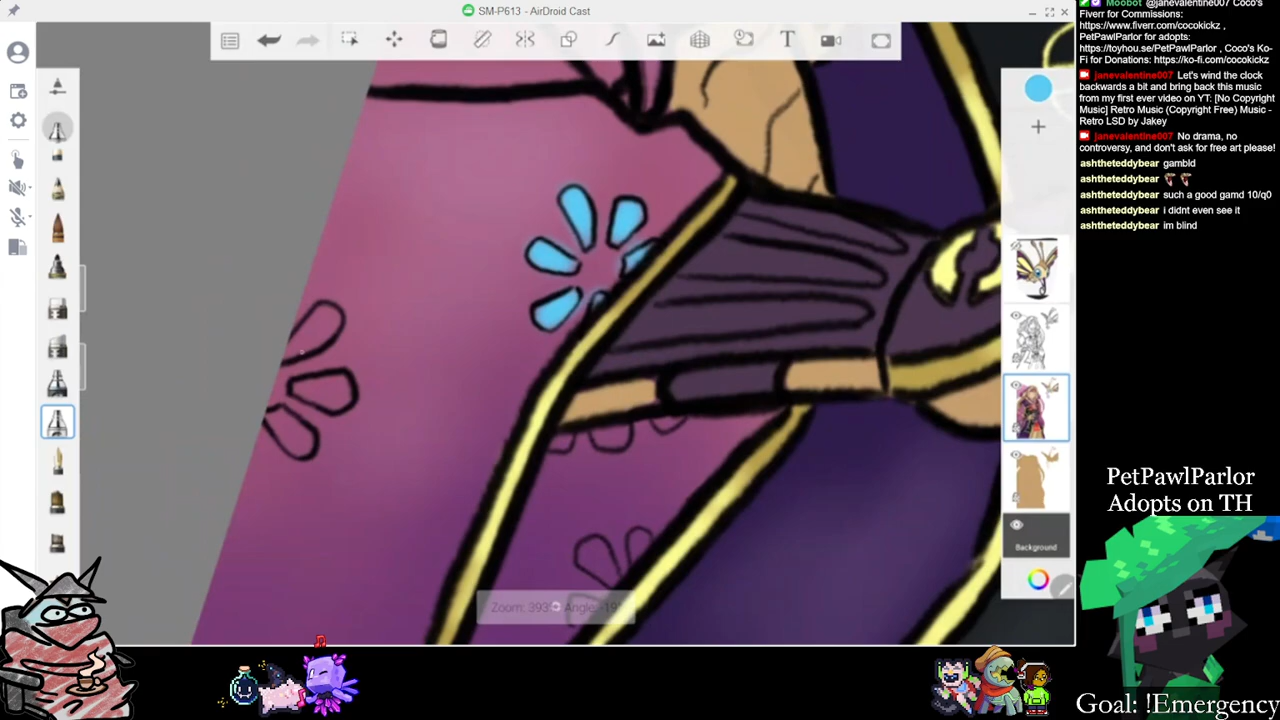 SM-P613 - AirDroid Cast
T
Background
Moobot @janevalentine007 Coco's
Fiverr for Commissions:
https://www.fiverr.com/cocokickz ,
PetPawlParlor for adopts:
https://toyhou.se/PetPawlParlor , Coco's Ko-
Fi for Donations: https://ko-fi.com/cocokickz
janevalentine007 Let's wind the clock
backwards a bit and bring back this music
from my first ever video on YT: [No Copyright
Music] Retro Music (Copyright Free) Music -
Retro LSD by Jakey
janevalentine007 No drama, no
controversy, and don't ask for free art please!
ashtheteddybear gambld
ashtheteddybear
ashtheteddybear such a good gamd 10/q0
ashtheteddybear i didnt even see it
ashtheteddybear im blind
PetPawlParlor
Adopts on TH
Goal: !Emergency